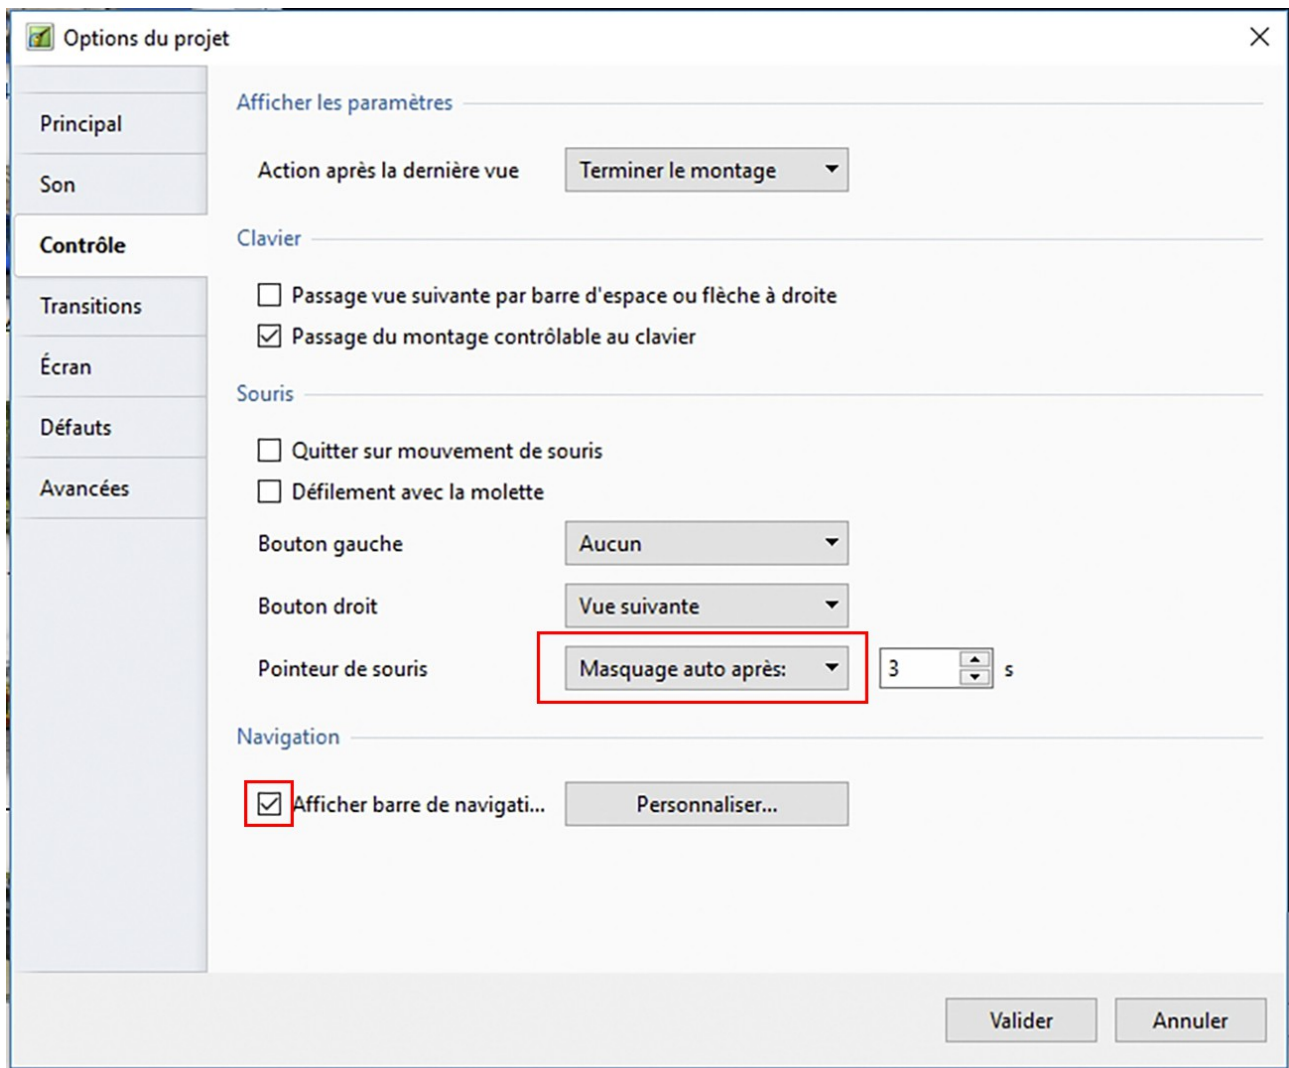 Options du projet
Principal
Son
Contrôle
Transitions
Écran
Défauts
Avancées
Afficher les paramètres
Action après la dernière vue Terminer le montage
Clavier
Passage vue suivante par barre d'espace ou flèche à droite
Passage du montage contrôlable au clavier
Souris
Quitter sur mouvement de souris
Défilement avec la molette
Bouton gauche Aucun
Bouton droit Vue suivante
Pointeur de souris Masquage auto après: 3 s
Navigation
Afficher barre de navigati... Personnaliser...
Valider Annuler